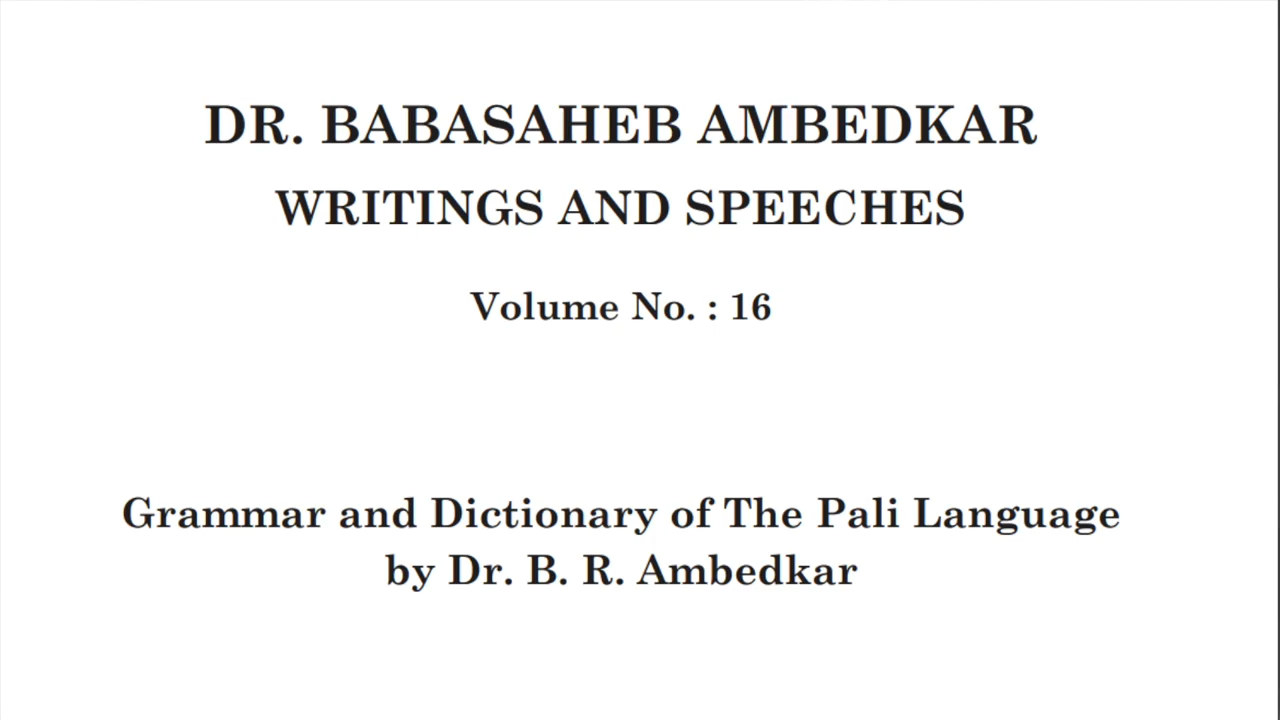 DR. BABASAHEB AMBEDKAR
WRITINGS AND SPEECHES
Volume No. : 16
Grammar and Dictionary of The Pali Language
by Dr. B. R. Ambedkar